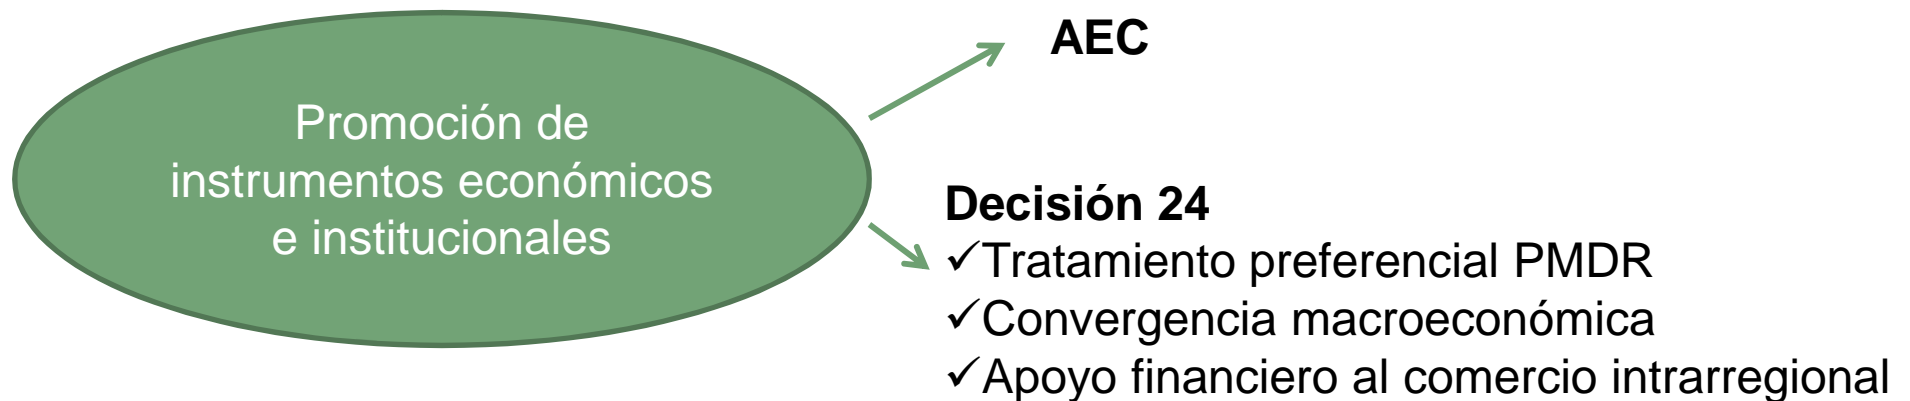 Promoción de
instrumentos económicos
e institucionales
AEC
Decisión 24
✓Tratamiento preferencial PMDR
✓Convergencia macroeconómica
✓Apoyo financiero al comercio intrarregional